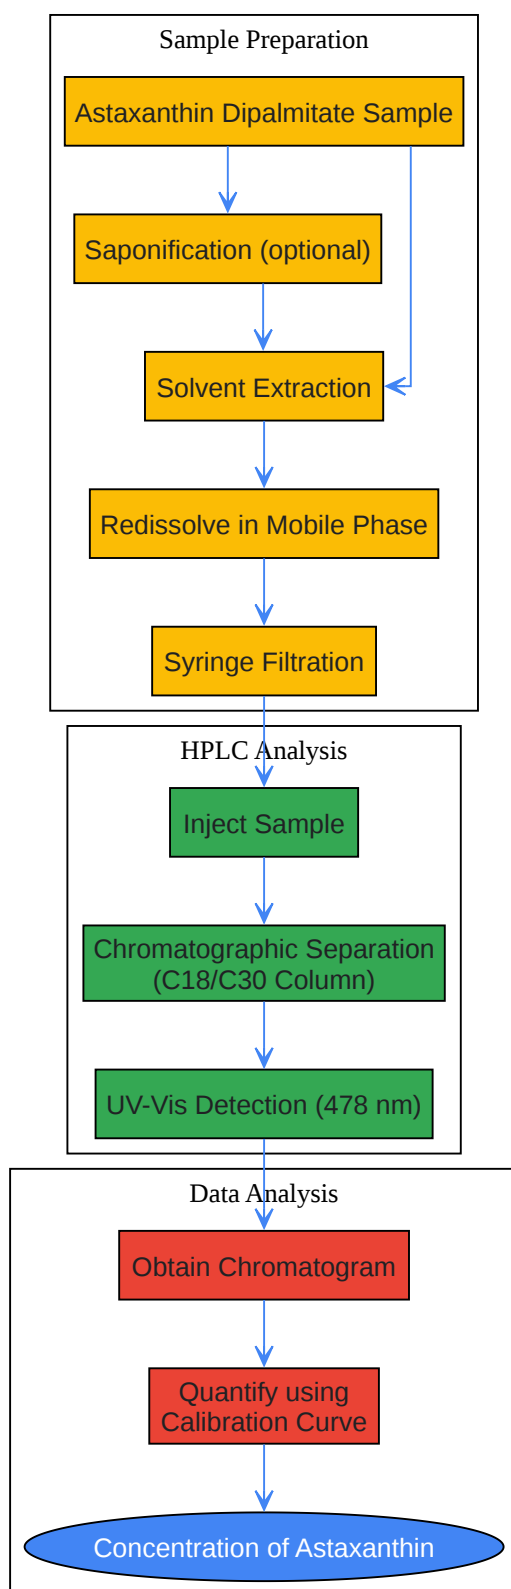 Sample Preparation
Astaxanthin Dipalmitate Sample
Saponification (optional)
Solvent Extraction
Redissolve in Mobile Phase
Syringe Filtration
HPLC Analysis
Inject Sample
Chromatographic Separation
(C18/C30 Column)
UV-Vis Detection (478 nm)
Data Analysis
Obtain Chromatogram
Quantify using
Calibration Curve
Concentration of Astaxanthin